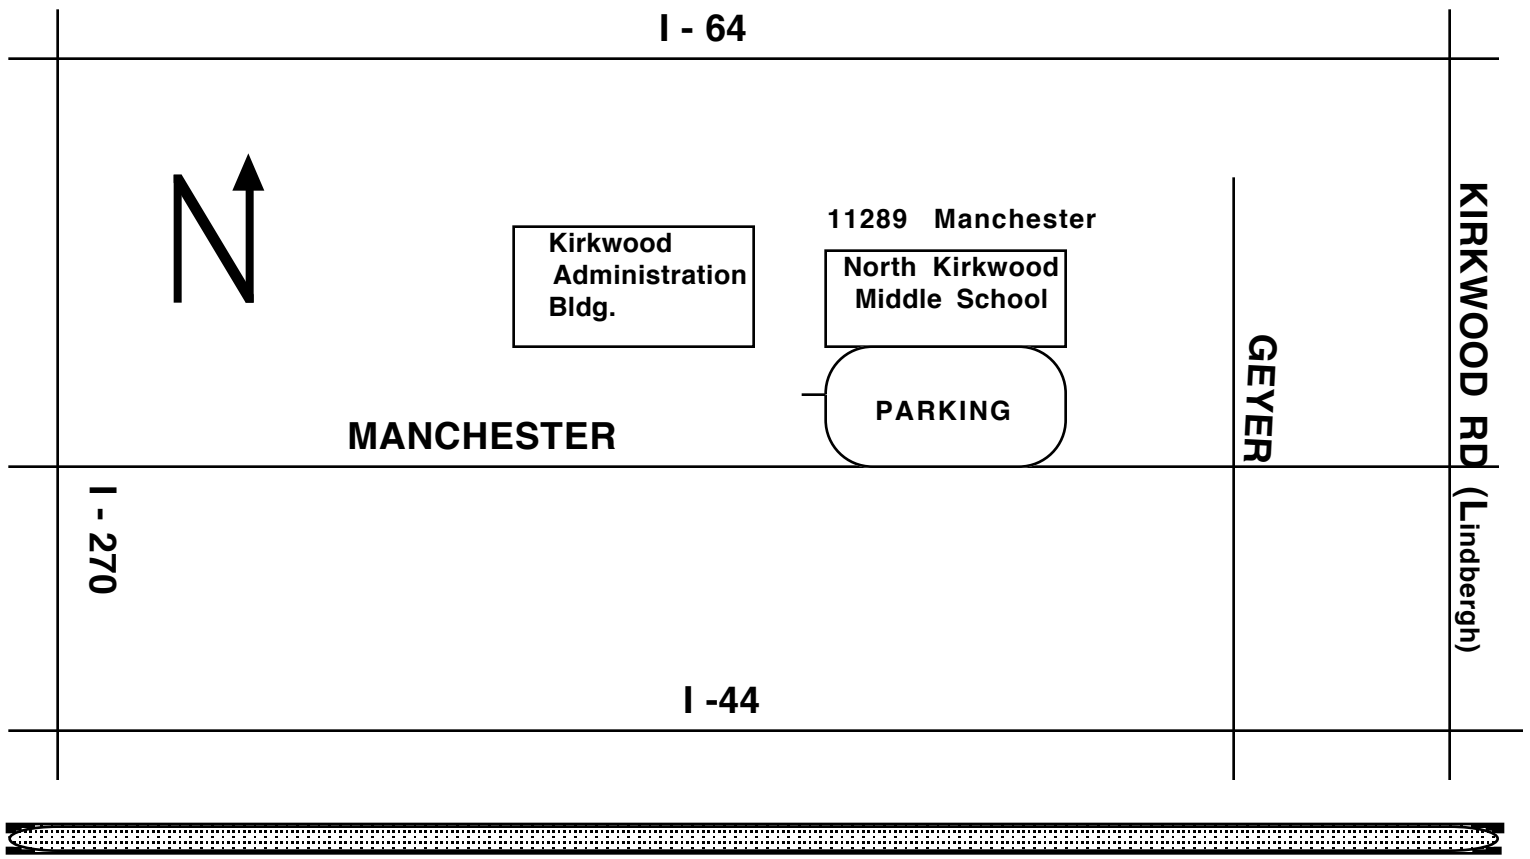 I - 64
11289 Manchester
Kirkwood
Administration
Bldg.
North Kirkwood
Middle School
PARKING
MANCHESTER
GEYER
KIRKWOOD RD (Lindbergh)
I - 270
I -44
N